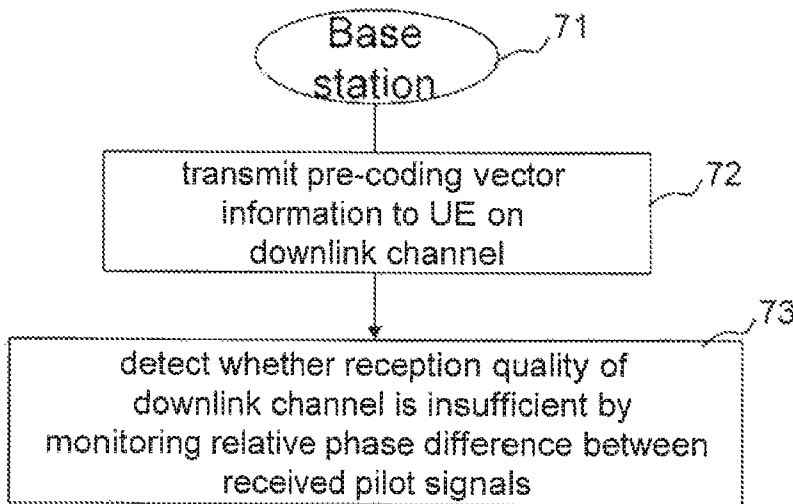 Base
station
71
transmit pre-coding vector
information to UE on
downlink channel
72
73
detect whether reception quality of
downlink channel is insufficient by
monitoring relative phase difference between
received pilot signals